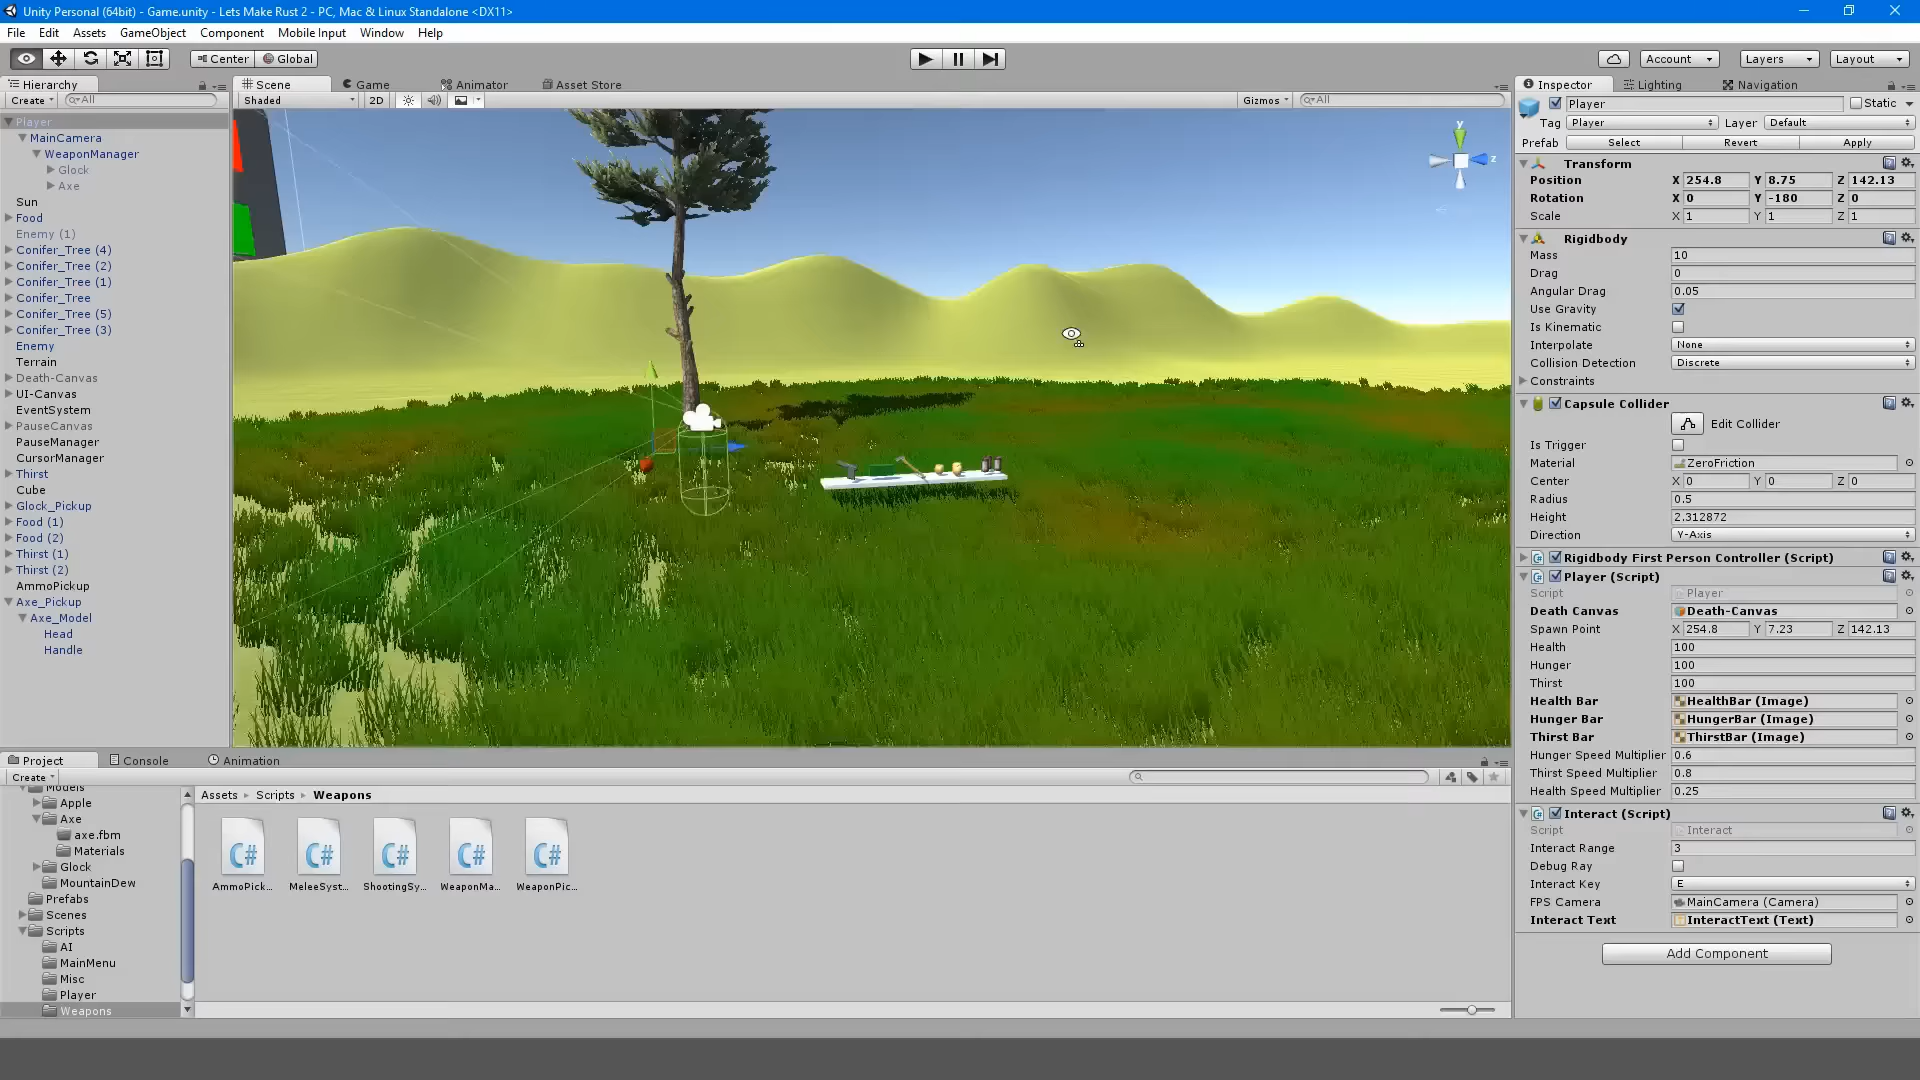 Unity Personal (64bit) - Game.unity - Lets Make Rust 2 - PC, Mac & Linux Standalone <DX11>
File Edit Assets GameObject Component Mobile Input Window Help
Center Global Account Layers Layout
Hierarchy Scene Game Animator Asset Store Inspector Lighting Navigation
Create All Shaded 2D Gizmos All
Player
MainCamera
WeaponManager
Glock
Axe
Sun
Food
Enemy (1)
Conifer_Tree (4)
Conifer_Tree (2)
Conifer_Tree (1)
Conifer_Tree
Conifer_Tree (5)
Conifer_Tree (3)
Enemy
Terrain
Death-Canvas
UI-Canvas
EventSystem
PauseCanvas
PauseManager
CursorManager
Thirst
Cube
Glock_Pickup
Food (1)
Food (2)
Thirst (1)
Thirst (2)
AmmoPickup
Axe_Pickup
Axe_Model
Head
Handle
y
z
Player Static
Tag Player Layer Default
Prefab Select Revert Apply
Transform
Position X 254.8 Y 8.75 Z 142.13
Rotation X 0 Y -180 Z 0
Scale X 1 Y 1 Z 1
Rigidbody
Mass 10
Drag 0
Angular Drag 0.05
Use Gravity
Is Kinematic
Interpolate None
Collision Detection Discrete
Constraints
Capsule Collider
Edit Collider
Is Trigger
Material ZeroFriction
Center X 0 Y 0 Z 0
Radius 0.5
Height 2.312872
Direction Y-Axis
Rigidbody First Person Controller (Script)
Player (Script)
Script Player
Death Canvas Death-Canvas
Spawn Point X 254.8 Y 7.23 Z 142.13
Health 100
Hunger 100
Thirst 100
Health Bar HealthBar (Image)
Hunger Bar HungerBar (Image)
Thirst Bar ThirstBar (Image)
Hunger Speed Multiplier 0.6
Thirst Speed Multiplier 0.8
Health Speed Multiplier 0.25
Interact (Script)
Script Interact
Interact Range 3
Debug Ray
Interact Key E
FPS Camera MainCamera (Camera)
Interact Text InteractText (Text)
Add Component
Project Console Animation
Create
Models
Apple
Axe
axe.fbm
Materials
Glock
MountainDew
Prefabs
Scenes
Scripts
AI
MainMenu
Misc
Player
Weapons
Assets Scripts Weapons
C# C# C# C# C#
AmmoPick... MeleeSyst... ShootingSy... WeaponMa... WeaponPic...